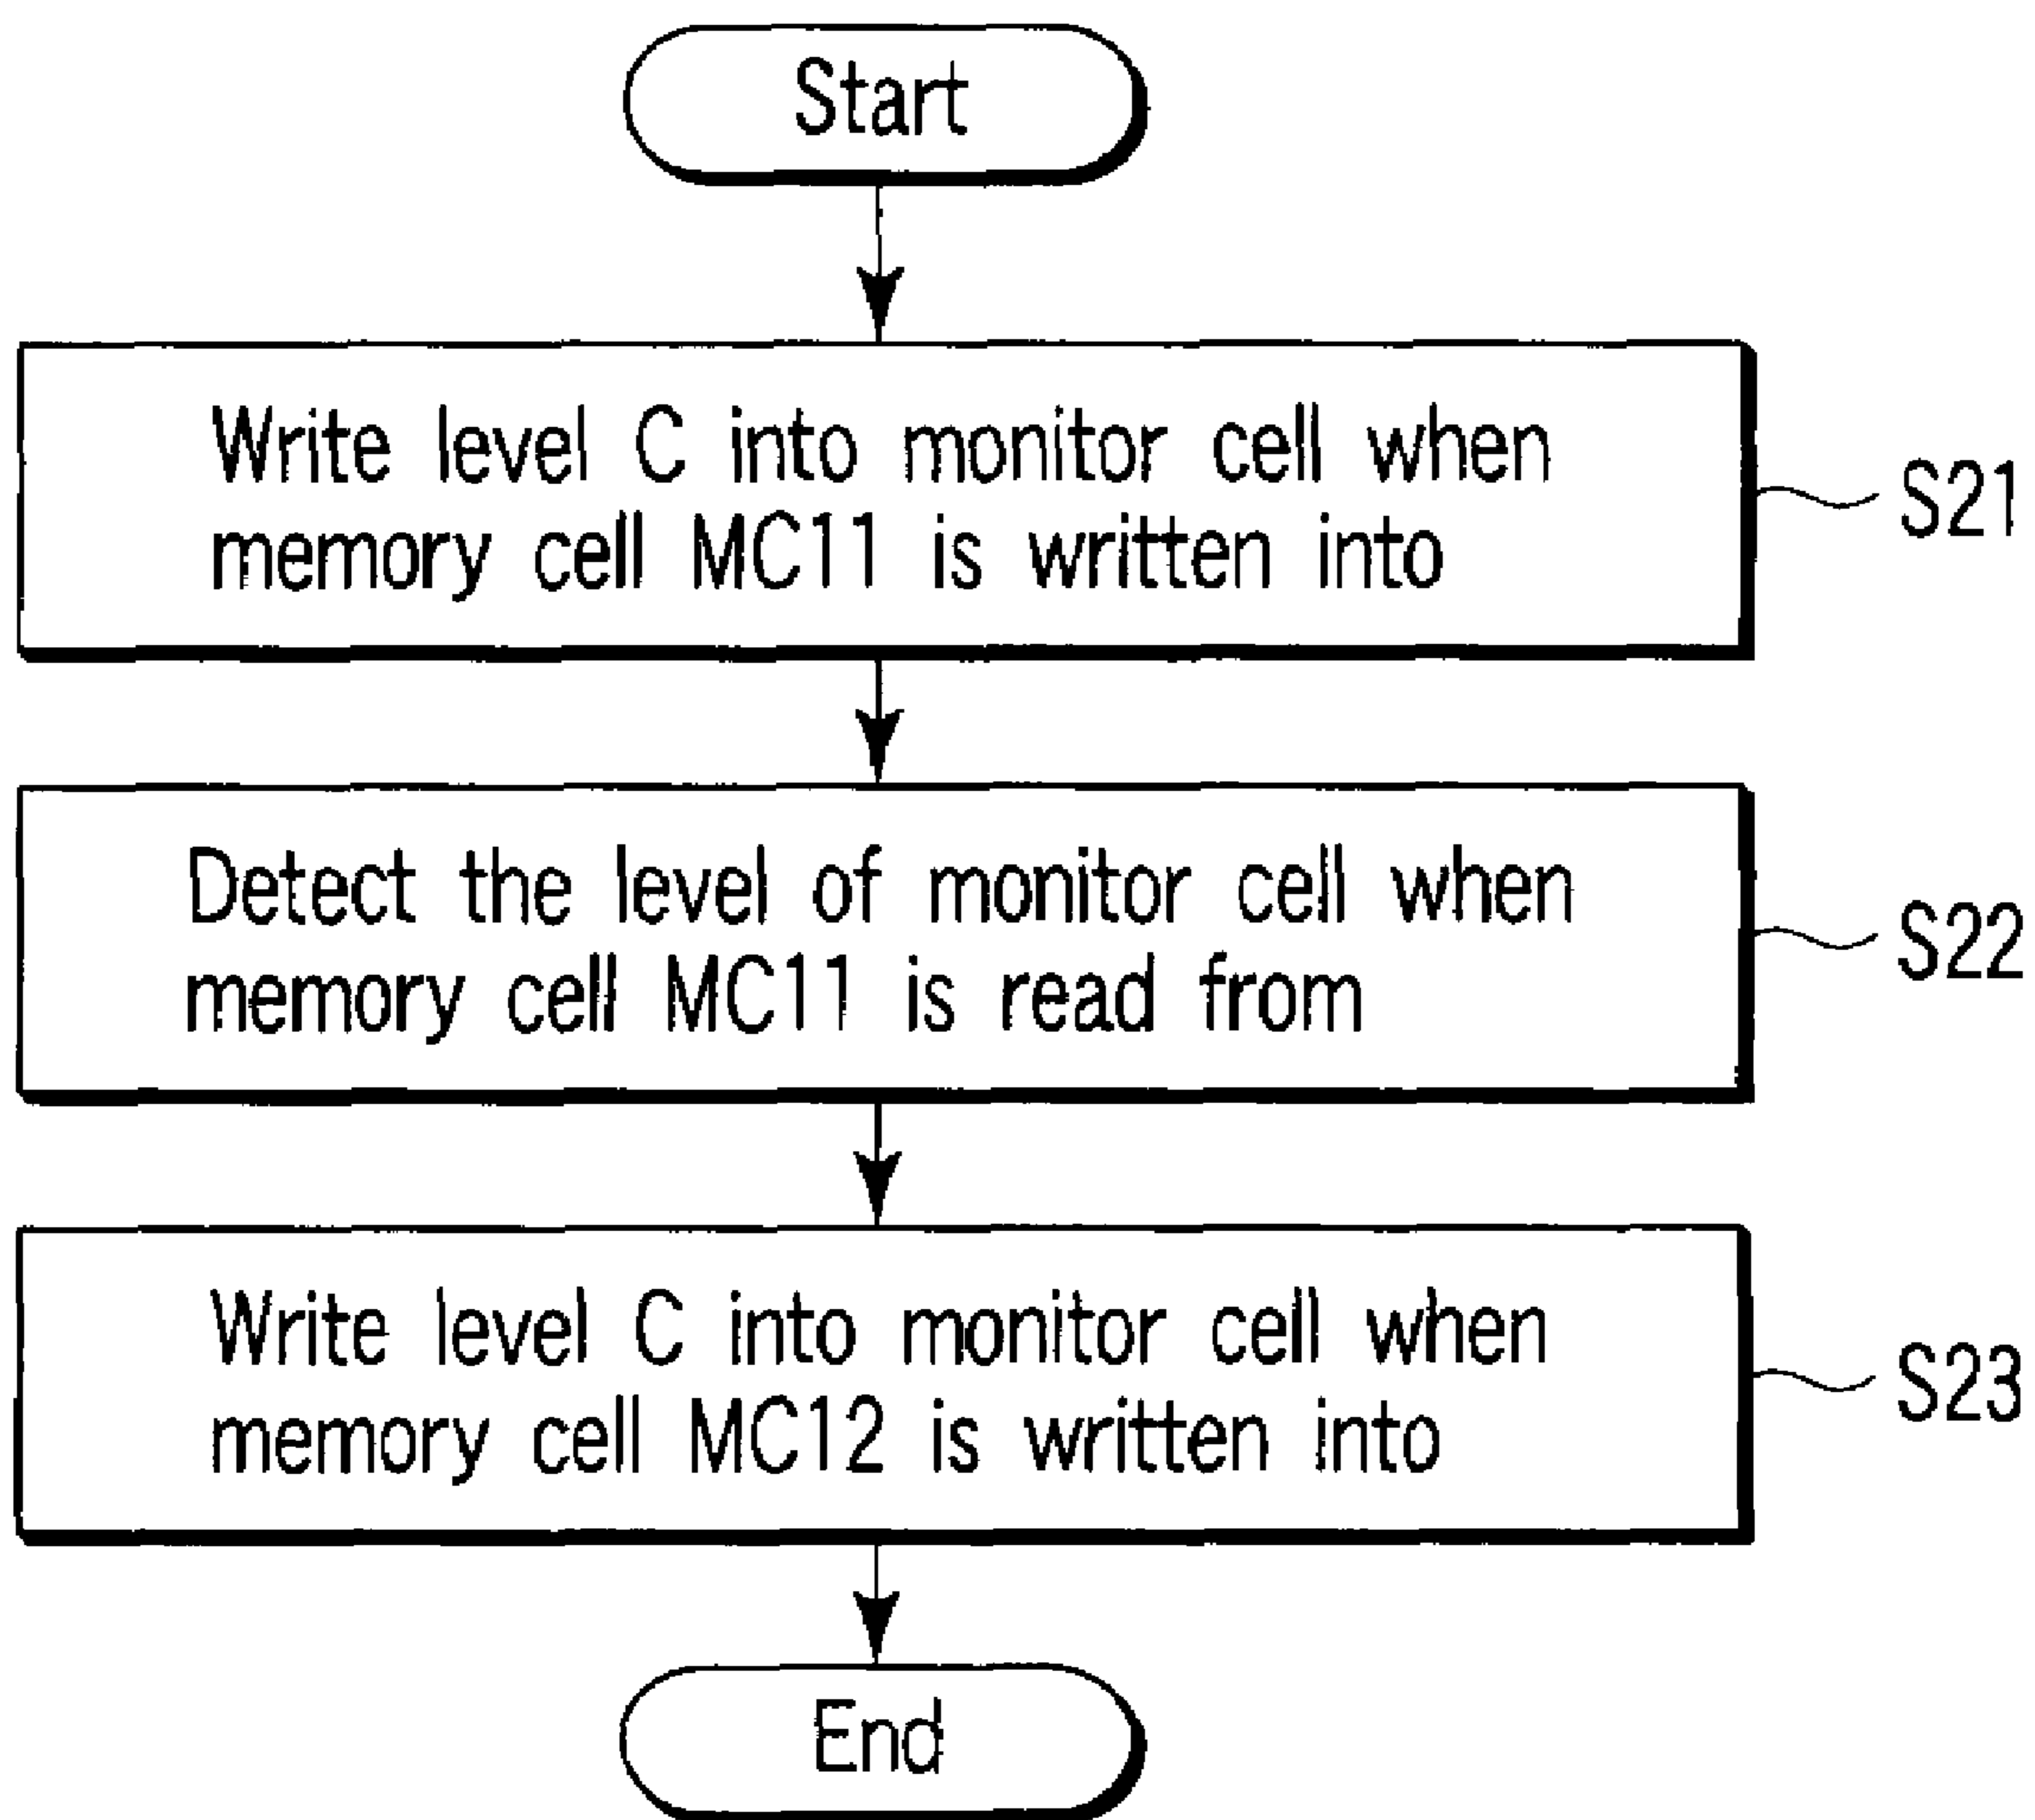 Start
Write level C into monitor cell when
memory cell MC11 is written into
S21
Detect the level of monitor cell when
memory cell MC11 is read from
S22
Write level C into monitor cell when
memory cell MC12 is written into
S23
End